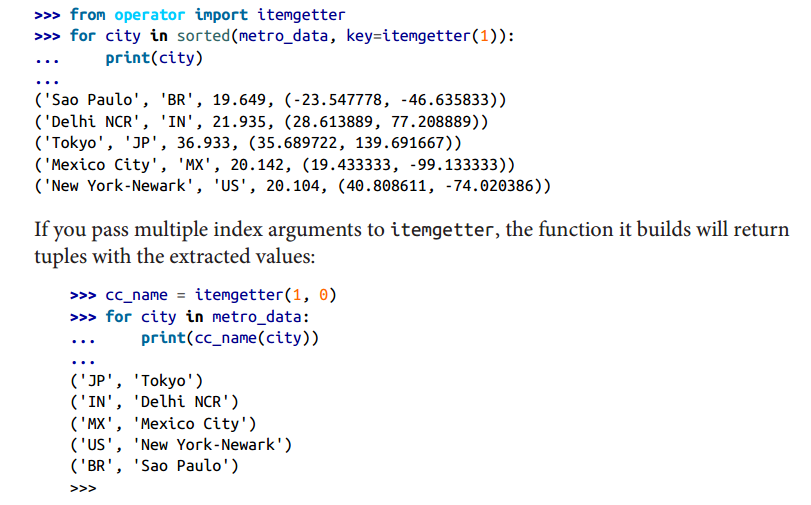 >>> from operator import itemgetter
>>> for city in sorted(metro_data, key=itemgetter(1)):
...     print(city)
...
('Sao Paulo', 'BR', 19.649, (-23.547778, -46.635833))
('Delhi NCR', 'IN', 21.935, (28.613889, 77.208889))
('Tokyo', 'JP', 36.933, (35.689722, 139.691667))
('Mexico City', 'MX', 20.142, (19.433333, -99.133333))
('New York-Newark', 'US', 20.104, (40.808611, -74.020386))
If you pass multiple index arguments to itemgetter, the function it builds will return
tuples with the extracted values:
>>> cc_name = itemgetter(1, 0)
>>> for city in metro_data:
...     print(cc_name(city))
...
('JP', 'Tokyo')
('IN', 'Delhi NCR')
('MX', 'Mexico City')
('US', 'New York-Newark')
('BR', 'Sao Paulo')
>>>